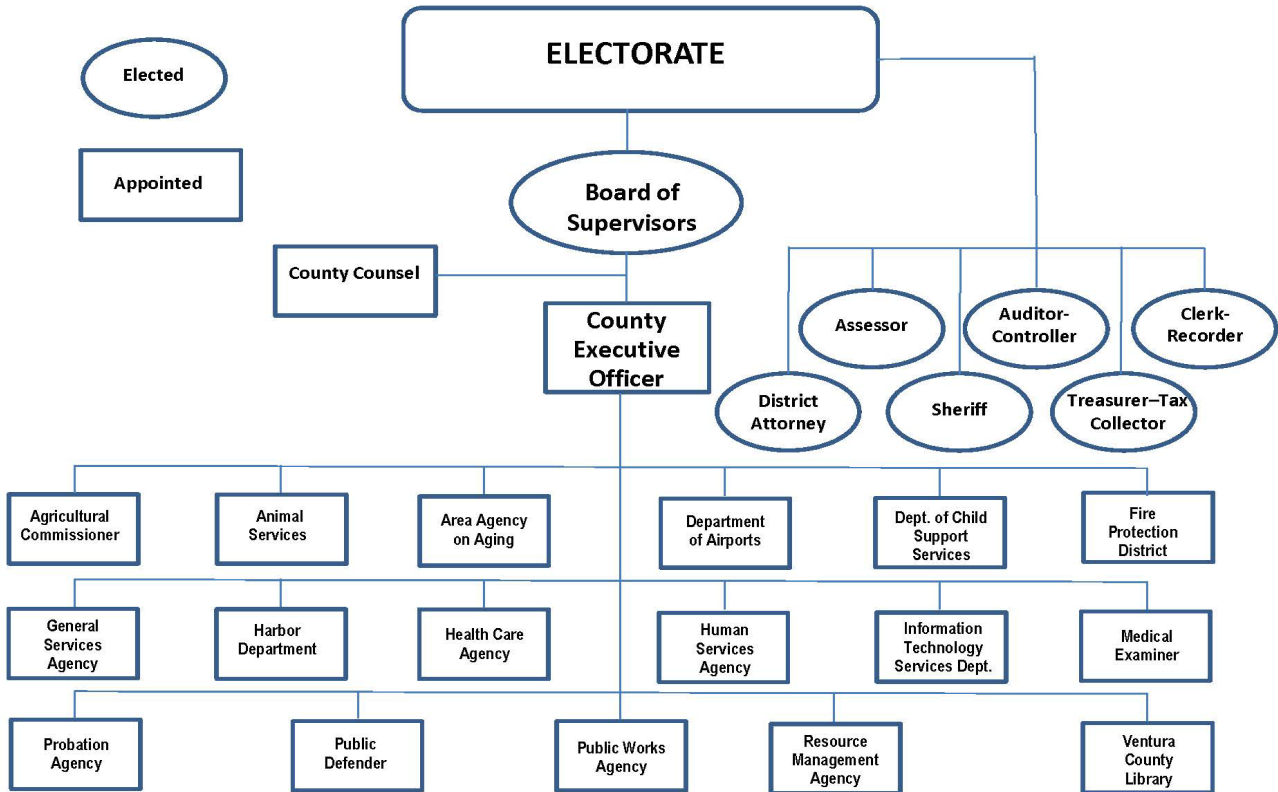 ELECTORATE
Elected
Appointed
Board of
Supervisors
County Counsel
County
Executive
Officer
Assessor
Auditor-
Controller
Clerk-
Recorder
District
Attorney
Sheriff
Treasurer–Tax
Collector
Agricultural
Commissioner
Animal
Services
Area Agency
on Aging
Department
of Airports
Dept. of Child
Support
Services
Fire
Protection
District
General
Services
Agency
Harbor
Department
Health Care
Agency
Human
Services
Agency
Information
Technology
Services Dept.
Medical
Examiner
Probation
Agency
Public
Defender
Public Works
Agency
Resource
Management
Agency
Ventura
County
Library